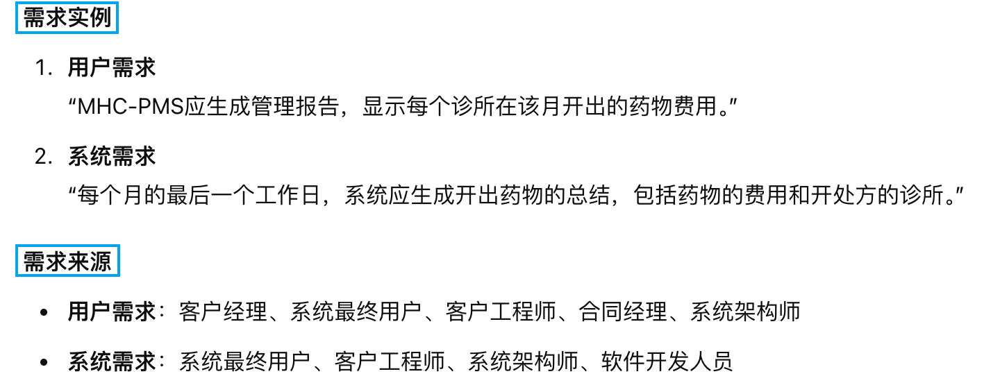 需求实例
1. 用户需求
“MHC-PMS应生成管理报告，显示每个诊所在该月开出的药物费用。”
2. 系统需求
“每个月的最后一个工作日，系统应生成开出药物的总结，包括药物的费用和开处方的诊所。”
需求来源
• 用户需求：客户经理、系统最终用户、客户工程师、合同经理、系统架构师
• 系统需求：系统最终用户、客户工程师、系统架构师、软件开发人员